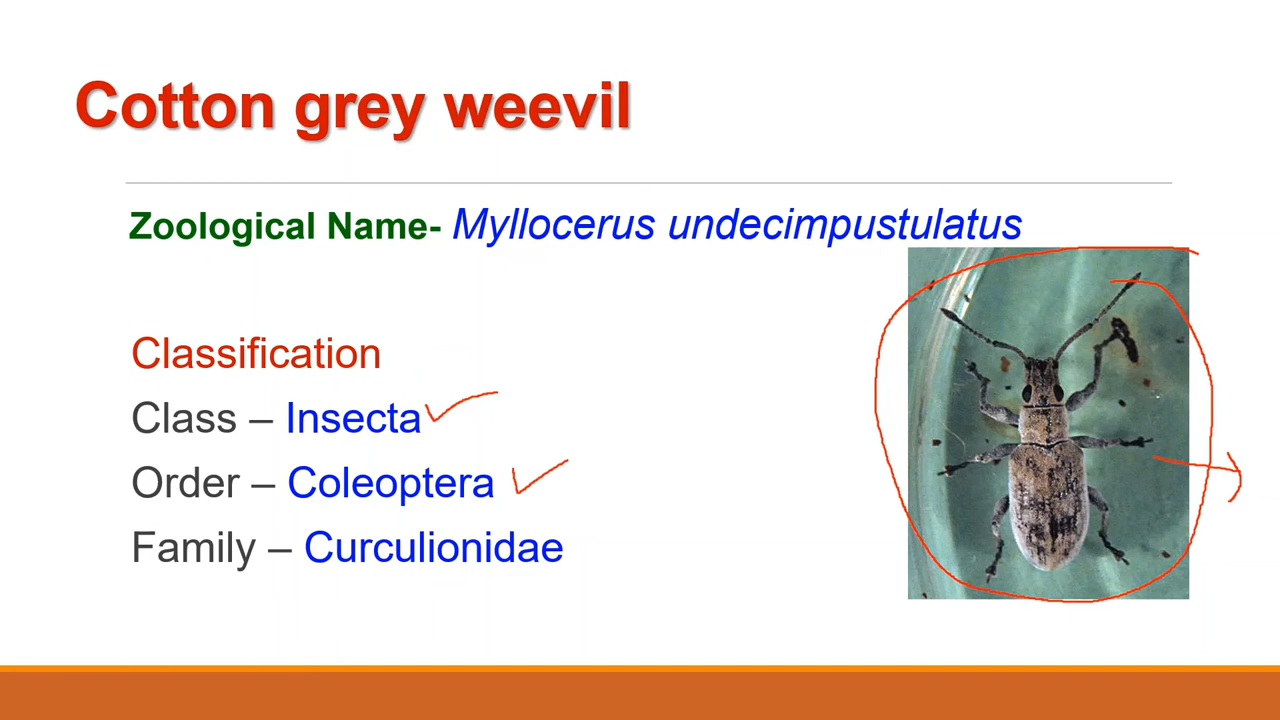 Cotton grey weevil
Zoological Name- Myllocerus undecimpustulatus
Classification
Class – Insecta
Order – Coleoptera
Family – Curculionidae